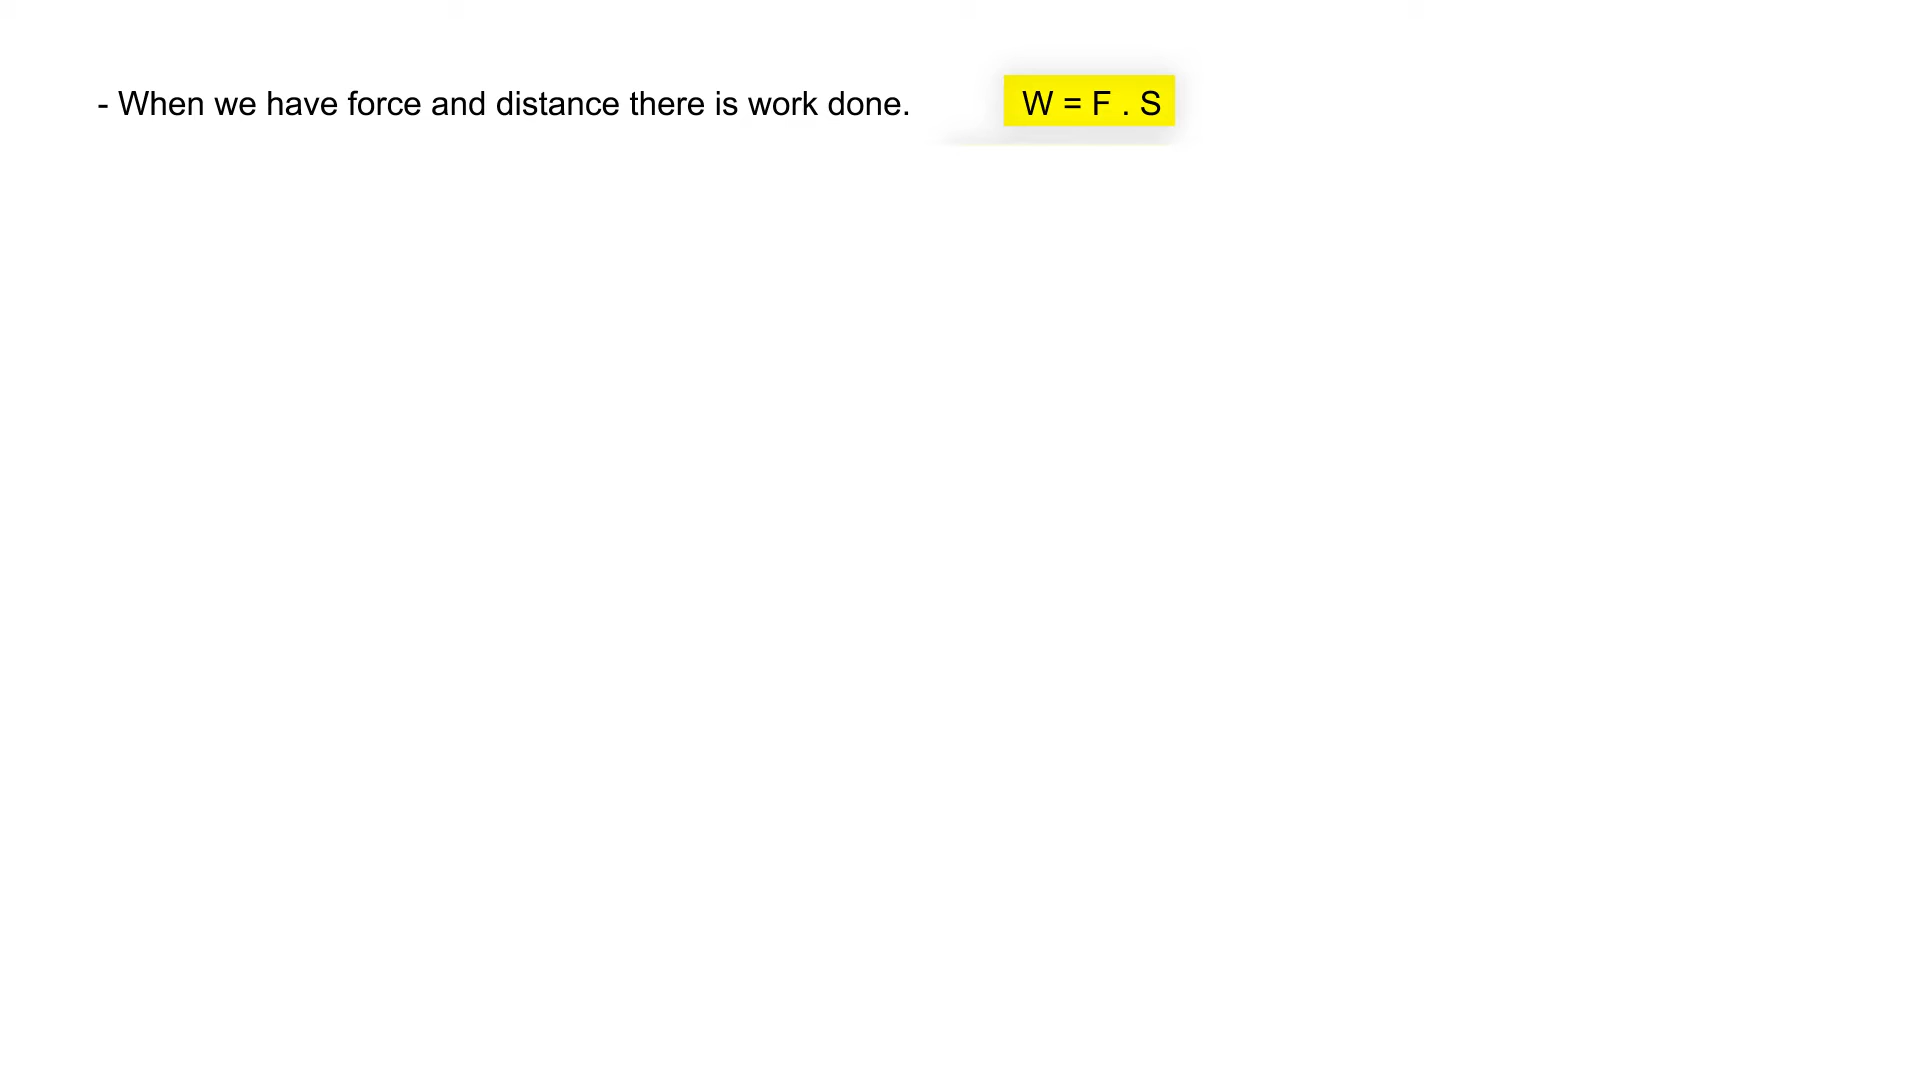 - When we have force and distance there is work done. W = F . S